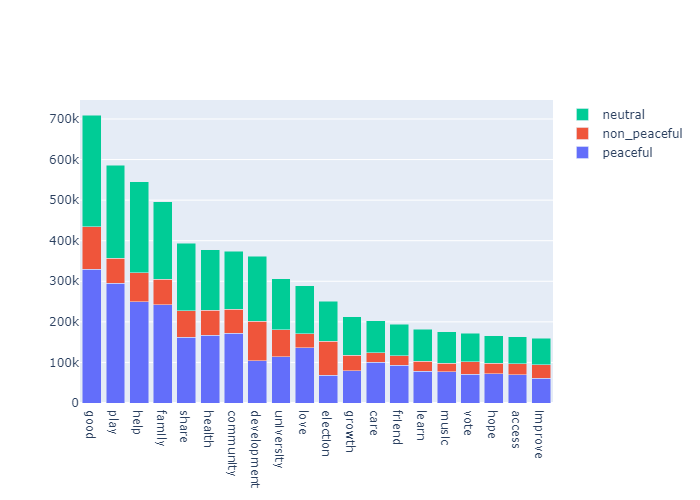 neutral
non_peaceful
peaceful
700k
600k
500k
400k
300k
200k
100k
0
good
play
help
family
share
health
community
development
university
love
election
growth
care
friend
learn
music
vote
hope
access
improve